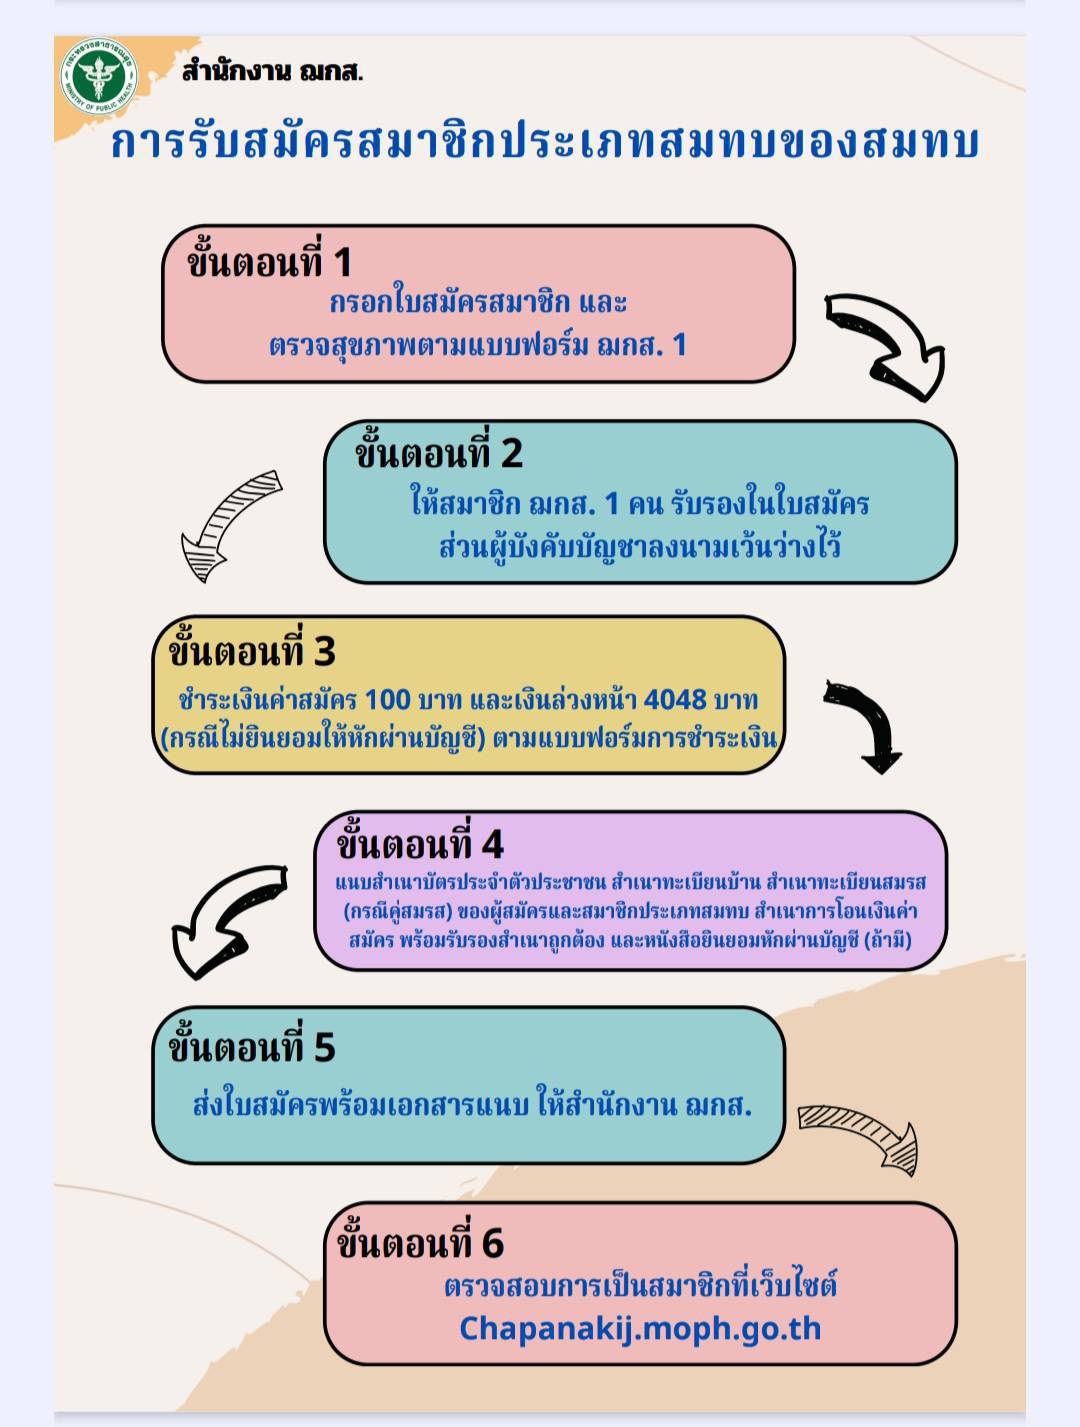 กระทรวงสาธารณสุข
MINISTRY OF PUBLIC HEALTH
สำนักงาน ฌกส.
การรับสมัครสมาชิกประเภทสมทบของสมทบ
ขั้นตอนที่ 1
กรอกใบสมัครสมาชิก และ
ตรวจสุขภาพตามแบบฟอร์ม ฌกส. 1
ขั้นตอนที่ 2
ให้สมาชิก ฌกส. 1 คน รับรองในใบสมัคร
ส่วนผู้บังคับบัญชาลงนามเว้นว่างไว้
ขั้นตอนที่ 3
ชำระเงินค่าสมัคร 100 บาท และเงินล่วงหน้า 4048 บาท
(กรณีไม่ยินยอมให้หักผ่านบัญชี) ตามแบบฟอร์มการชำระเงิน
ขั้นตอนที่ 4
แนบสำเนาบัตรประจำตัวประชาชน สำเนาทะเบียนบ้าน สำเนาทะเบียนสมรส
(กรณีคู่สมรส) ของผู้สมัครและสมาชิกประเภทสมทบ สำเนาการโอนเงินค่า
สมัคร พร้อมรับรองสำเนาถูกต้อง และหนังสือยินยอมหักผ่านบัญชี (ถ้ามี)
ขั้นตอนที่ 5
ส่งใบสมัครพร้อมเอกสารแนบ ให้สำนักงาน ฌกส.
ขั้นตอนที่ 6
ตรวจสอบการเป็นสมาชิกที่เว็บไซต์
Chapanakij.moph.go.th